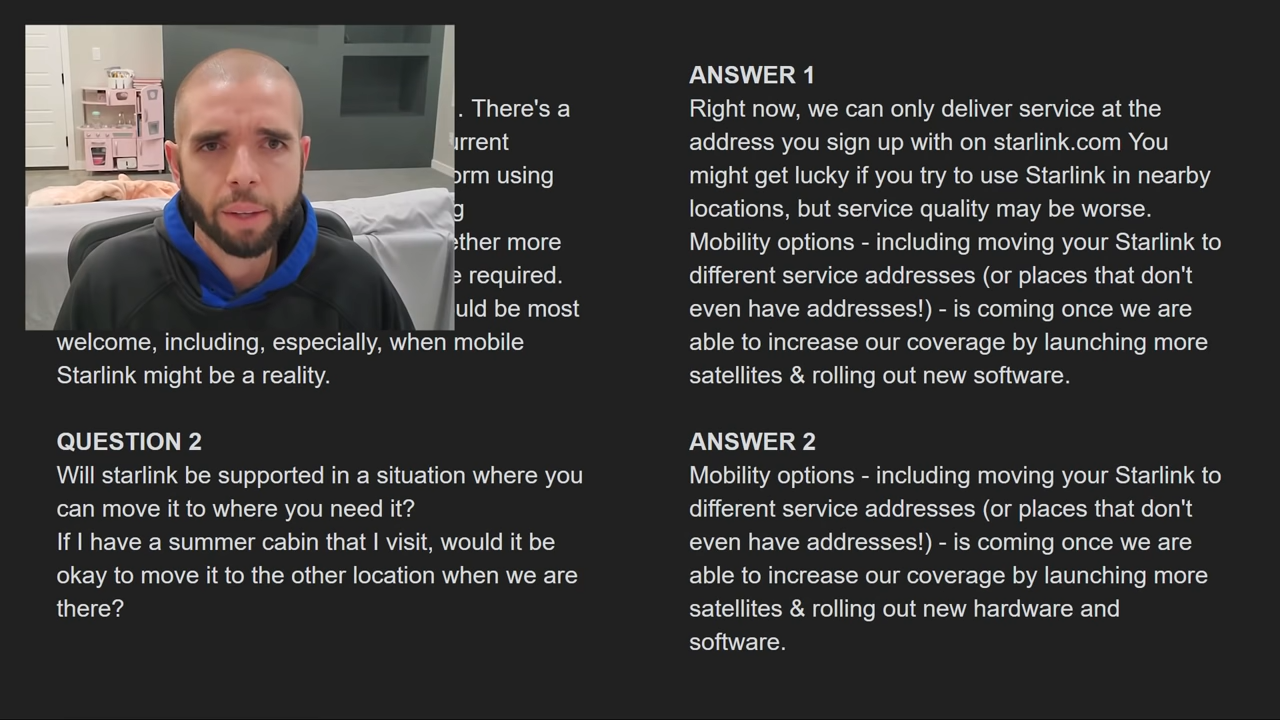 . There's a
urrent
orm using
g
ether more
e required.
uld be most
welcome, including, especially, when mobile
Starlink might be a reality.
QUESTION 2
Will starlink be supported in a situation where you
can move it to where you need it?
If I have a summer cabin that I visit, would it be
okay to move it to the other location when we are
there?
ANSWER 1
Right now, we can only deliver service at the
address you sign up with on starlink.com You
might get lucky if you try to use Starlink in nearby
locations, but service quality may be worse.
Mobility options - including moving your Starlink to
different service addresses (or places that don't
even have addresses!) - is coming once we are
able to increase our coverage by launching more
satellites & rolling out new software.
ANSWER 2
Mobility options - including moving your Starlink to
different service addresses (or places that don't
even have addresses!) - is coming once we are
able to increase our coverage by launching more
satellites & rolling out new hardware and
software.